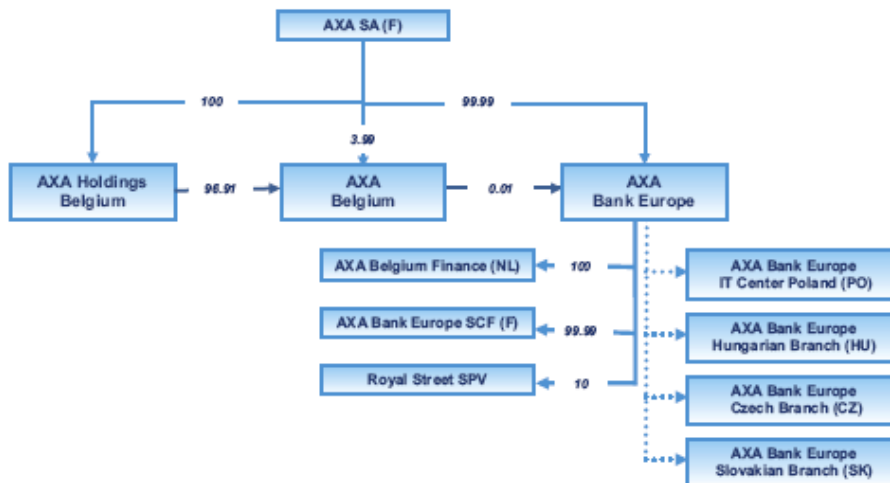 AXA SA (F)
100
99.99
3.99
AXA Holdings
Belgium
96.91
AXA
Belgium
0.01
AXA
Bank Europe
AXA Belgium Finance (NL)
100
AXA Bank Europe
IT Center Poland (PO)
AXA Bank Europe SCF (F)
99.99
AXA Bank Europe
Hungarian Branch (HU)
Royal Street SPV
10
AXA Bank Europe
Czech Branch (CZ)
AXA Bank Europe
Slovakian Branch (SK)